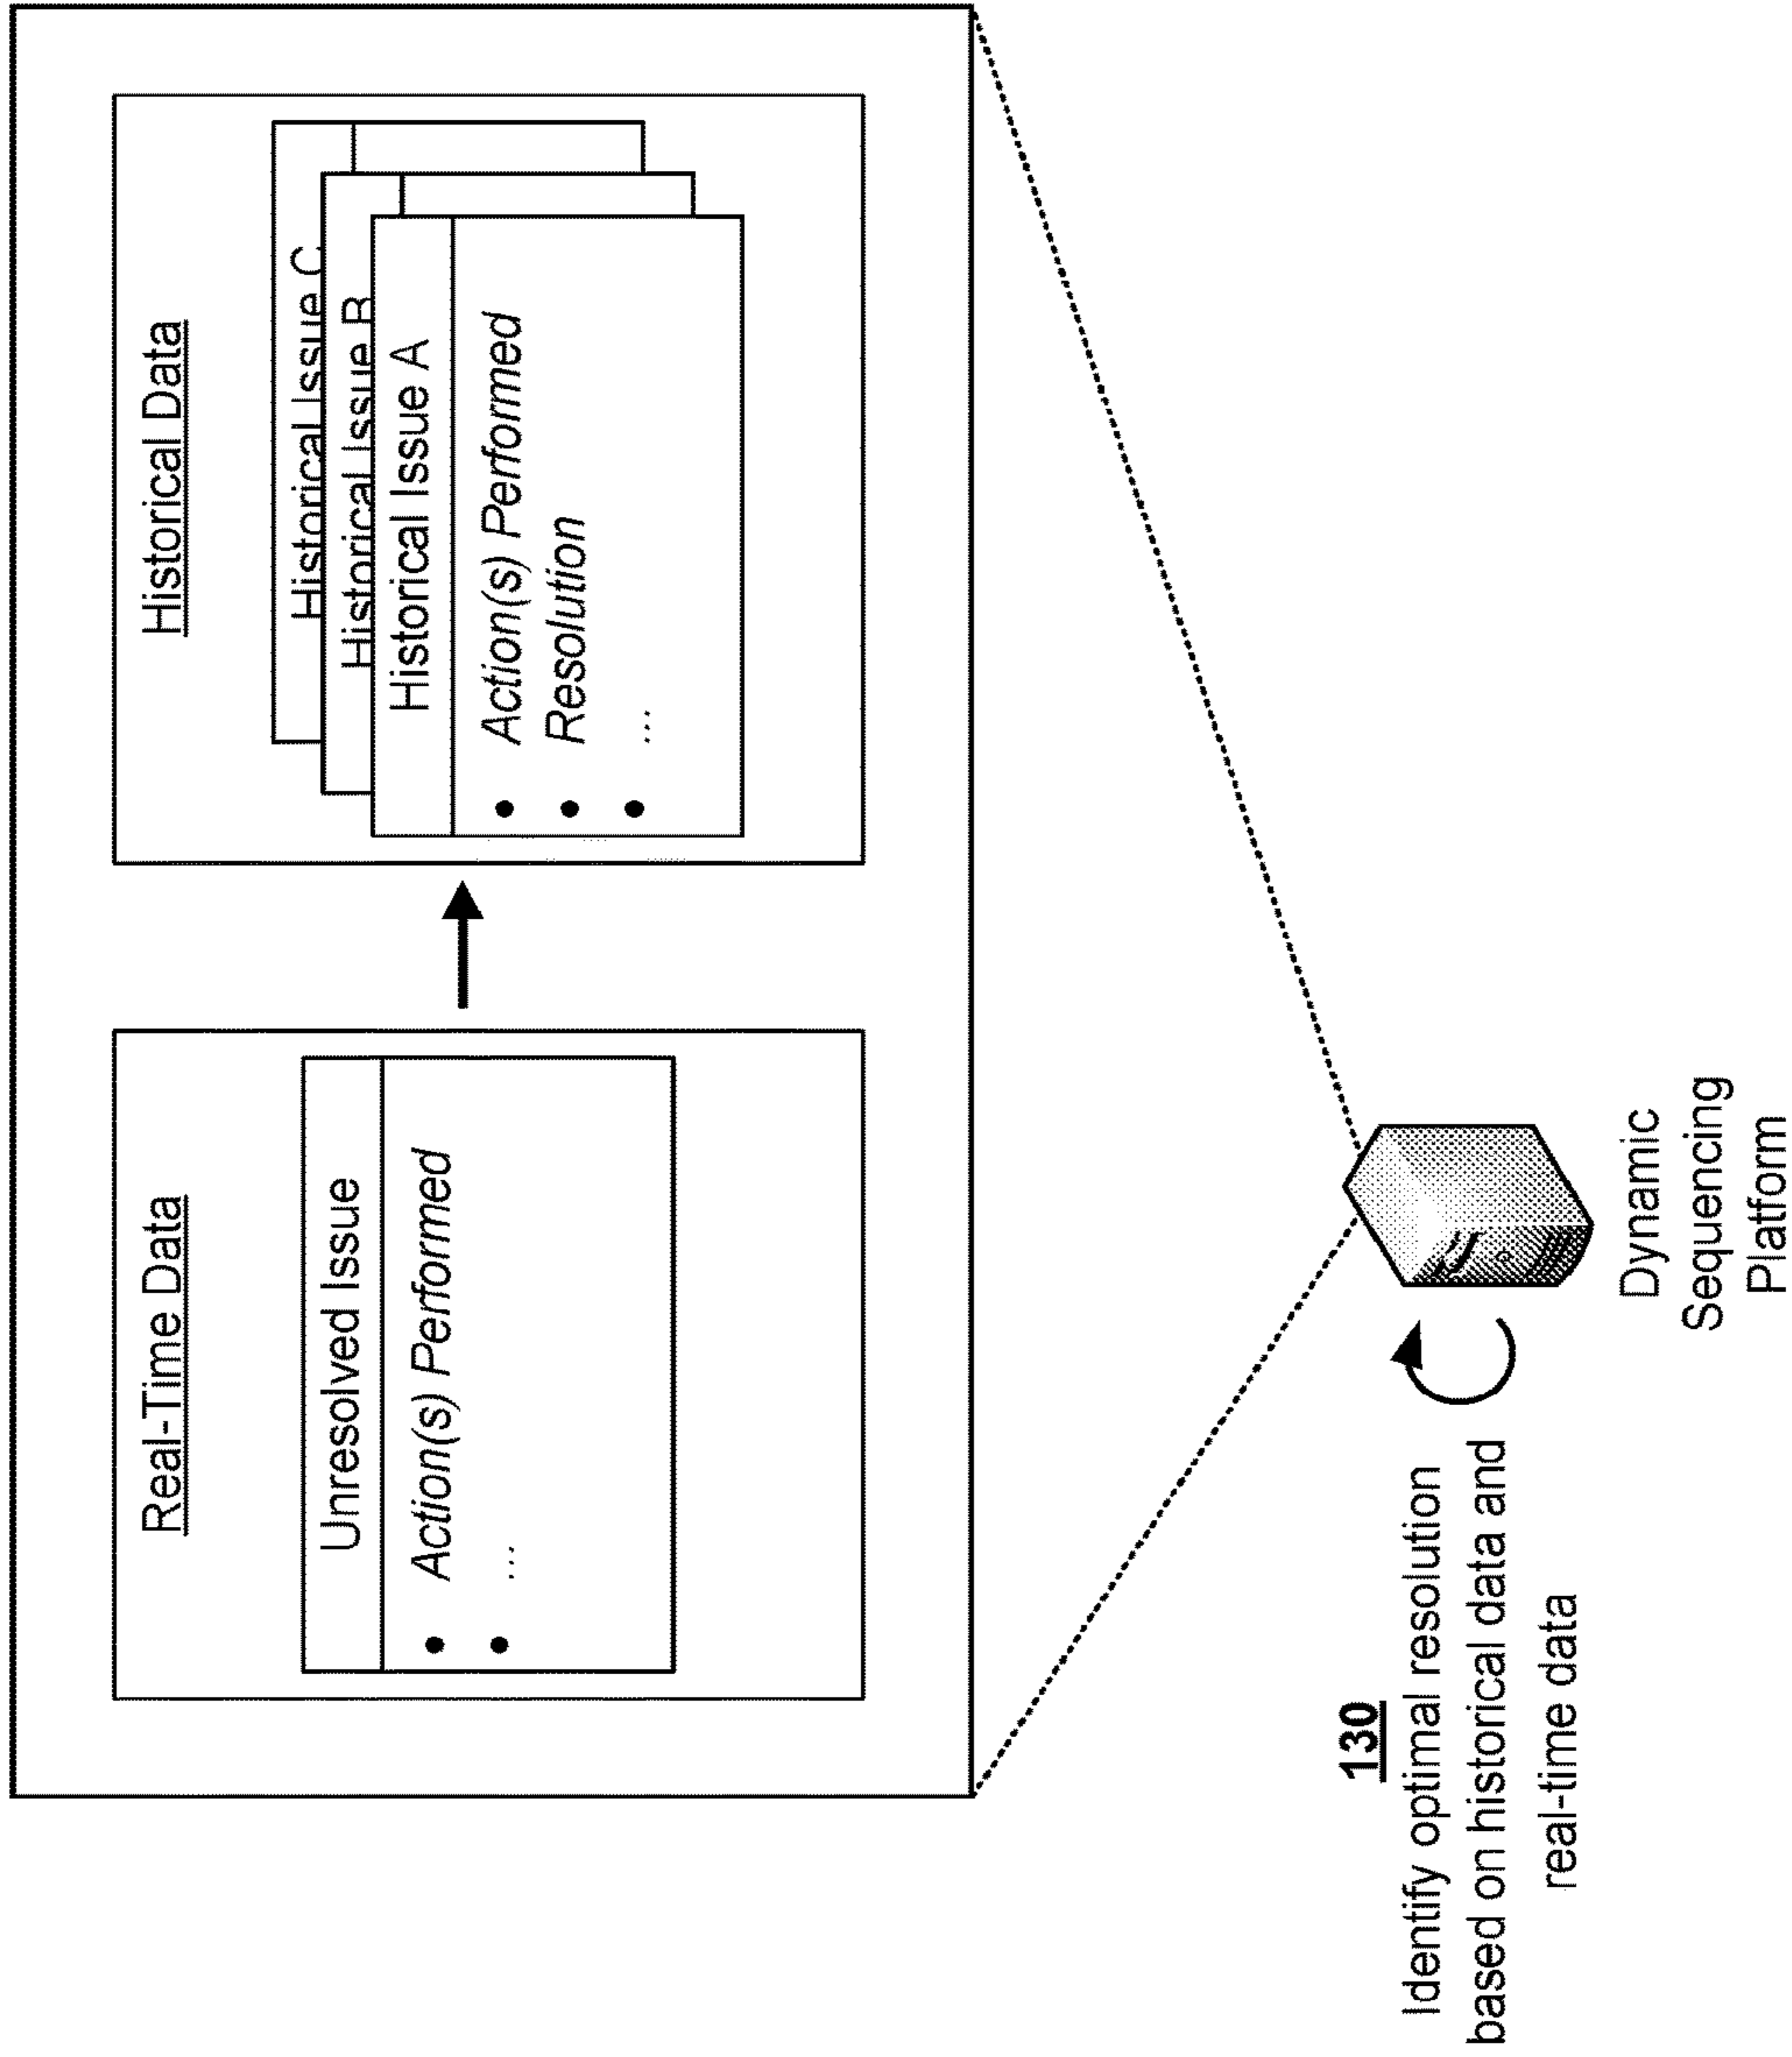 Real-Time Data
Unresolved Issue
• Action(s) Performed
• ...
Historical Data
Historical Issue C
Historical Issue B
Historical Issue A
• Action(s) Performed
• Resolution
• ...
130
Identify optimal resolution
based on historical data and
real-time data
Dynamic
Sequencing
Platform